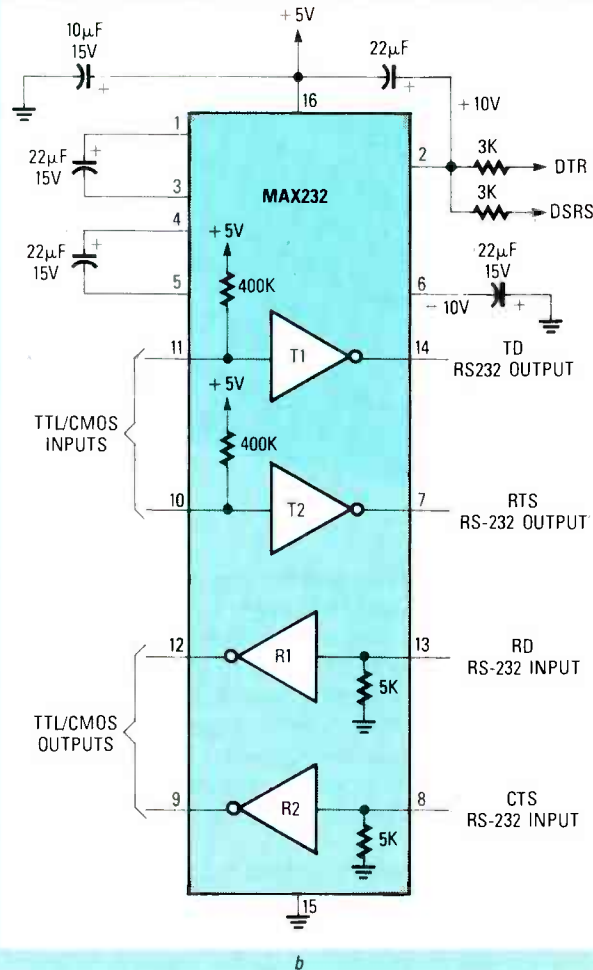 +5V
10µF
15V
+
22µF
+
16
+10V
1
22µF
15V
+
3
2
3K
DTR
3K
DSRS
MAX232
4
22µF
15V
+
5
+5V
400K
22µF
15V
6
-10V
+
11
T1
14
TD
RS232 OUTPUT
+5V
TTL/CMOS
INPUTS
400K
10
T2
7
RTS
RS-232 OUTPUT
12
R1
13
RD
RS-232 INPUT
5K
TTL/CMOS
OUTPUTS
9
R2
8
CTS
RS-232 INPUT
5K
15
b